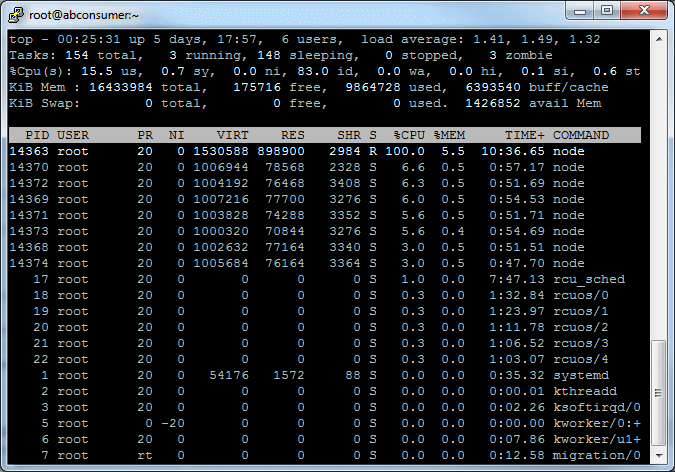 root@abconsumer:~
top - 00:25:31 up 5 days, 17:57,  6 users,  load average: 1.41, 1.49, 1.32
Tasks: 154 total,   3 running, 148 sleeping,   0 stopped,   3 zombie
%Cpu(s): 15.5 us,  0.7 sy,  0.0 ni, 83.0 id,  0.0 wa,  0.0 hi,  0.1 si,  0.6 st
KiB Mem : 16433984 total,   175716 free,  9864728 used,  6393540 buff/cache
KiB Swap:        0 total,        0 free,        0 used.  1426852 avail Mem
  PID USER      PR  NI    VIRT    RES    SHR S  %CPU %MEM     TIME+ COMMAND
14363 root      20   0 1530588 898900   2984 R 100.0  5.5  10:36.65 node
14370 root      20   0 1006944  78568   2328 S   6.6  0.5   0:57.17 node
14372 root      20   0 1004192  76468   3408 S   6.3  0.5   0:51.69 node
14369 root      20   0 1007216  77700   3276 S   6.0  0.5   0:54.53 node
14371 root      20   0 1003828  74288   3352 S   5.6  0.5   0:51.71 node
14373 root      20   0 1000320  70844   3276 S   5.6  0.4   0:54.69 node
14368 root      20   0 1002632  77164   3340 S   3.0  0.5   0:51.51 node
14374 root      20   0 1005684  76164   3364 S   3.0  0.5   0:47.70 node
   17 root      20   0       0      0      0 S   1.0  0.0   7:47.13 rcu_sched
   18 root      20   0       0      0      0 S   0.3  0.0   1:32.84 rcuos/0
   19 root      20   0       0      0      0 S   0.3  0.0   1:23.97 rcuos/1
   20 root      20   0       0      0      0 S   0.3  0.0   1:11.78 rcuos/2
   21 root      20   0       0      0      0 S   0.3  0.0   1:06.52 rcuos/3
   22 root      20   0       0      0      0 S   0.3  0.0   1:03.07 rcuos/4
    1 root      20   0   54176   1572     88 S   0.0  0.0   0:35.32 systemd
    2 root      20   0       0      0      0 S   0.0  0.0   0:00.01 kthreadd
    3 root      20   0       0      0      0 S   0.0  0.0   0:02.26 ksoftirqd/0
    5 root       0 -20       0      0      0 S   0.0  0.0   0:00.00 kworker/0:+
    6 root      20   0       0      0      0 S   0.0  0.0   0:07.86 kworker/u1+
    7 root      rt   0       0      0      0 S   0.0  0.0   0:12.58 migration/0